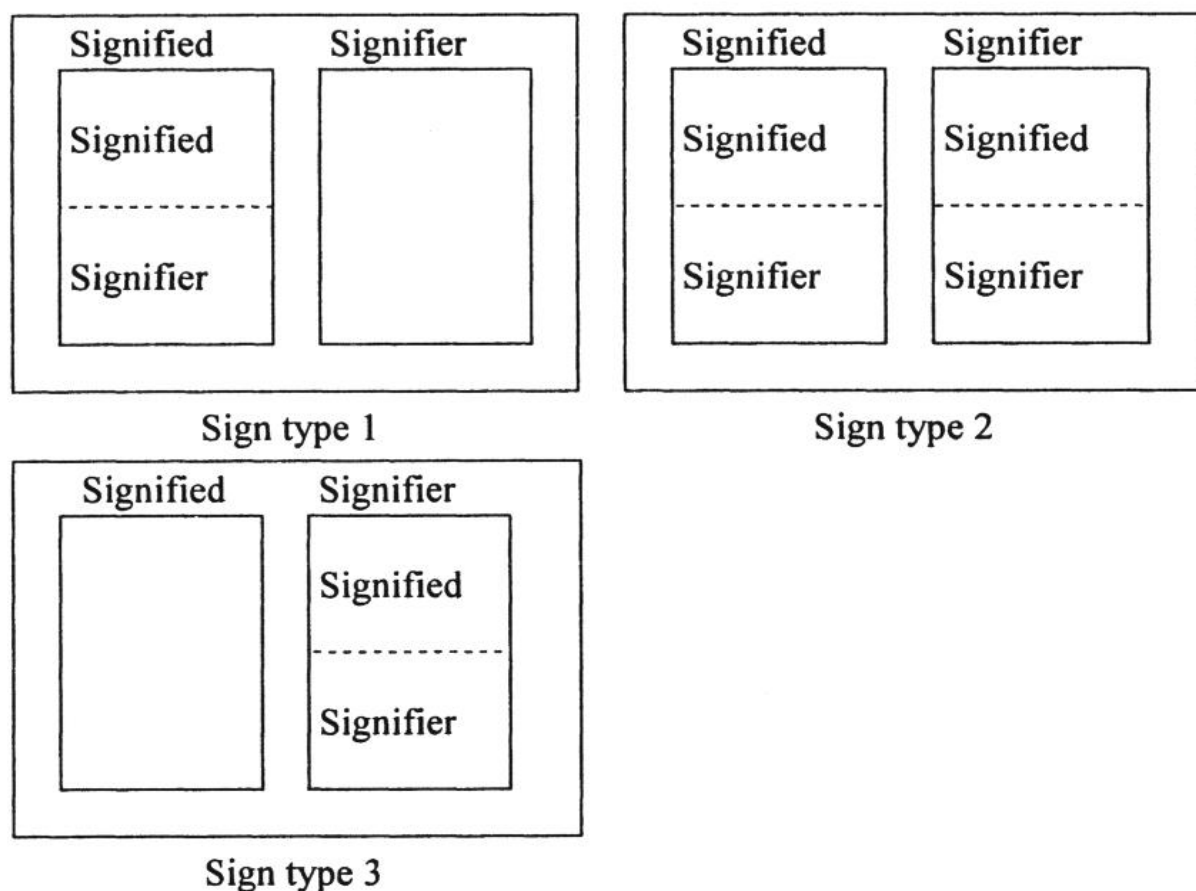 Signified Signifier
Signified
Signifier
Sign type 1
Signified Signifier
Signified Signified
Signifier Signifier
Sign type 2
Signified Signifier
Signified
Signifier
Sign type 3